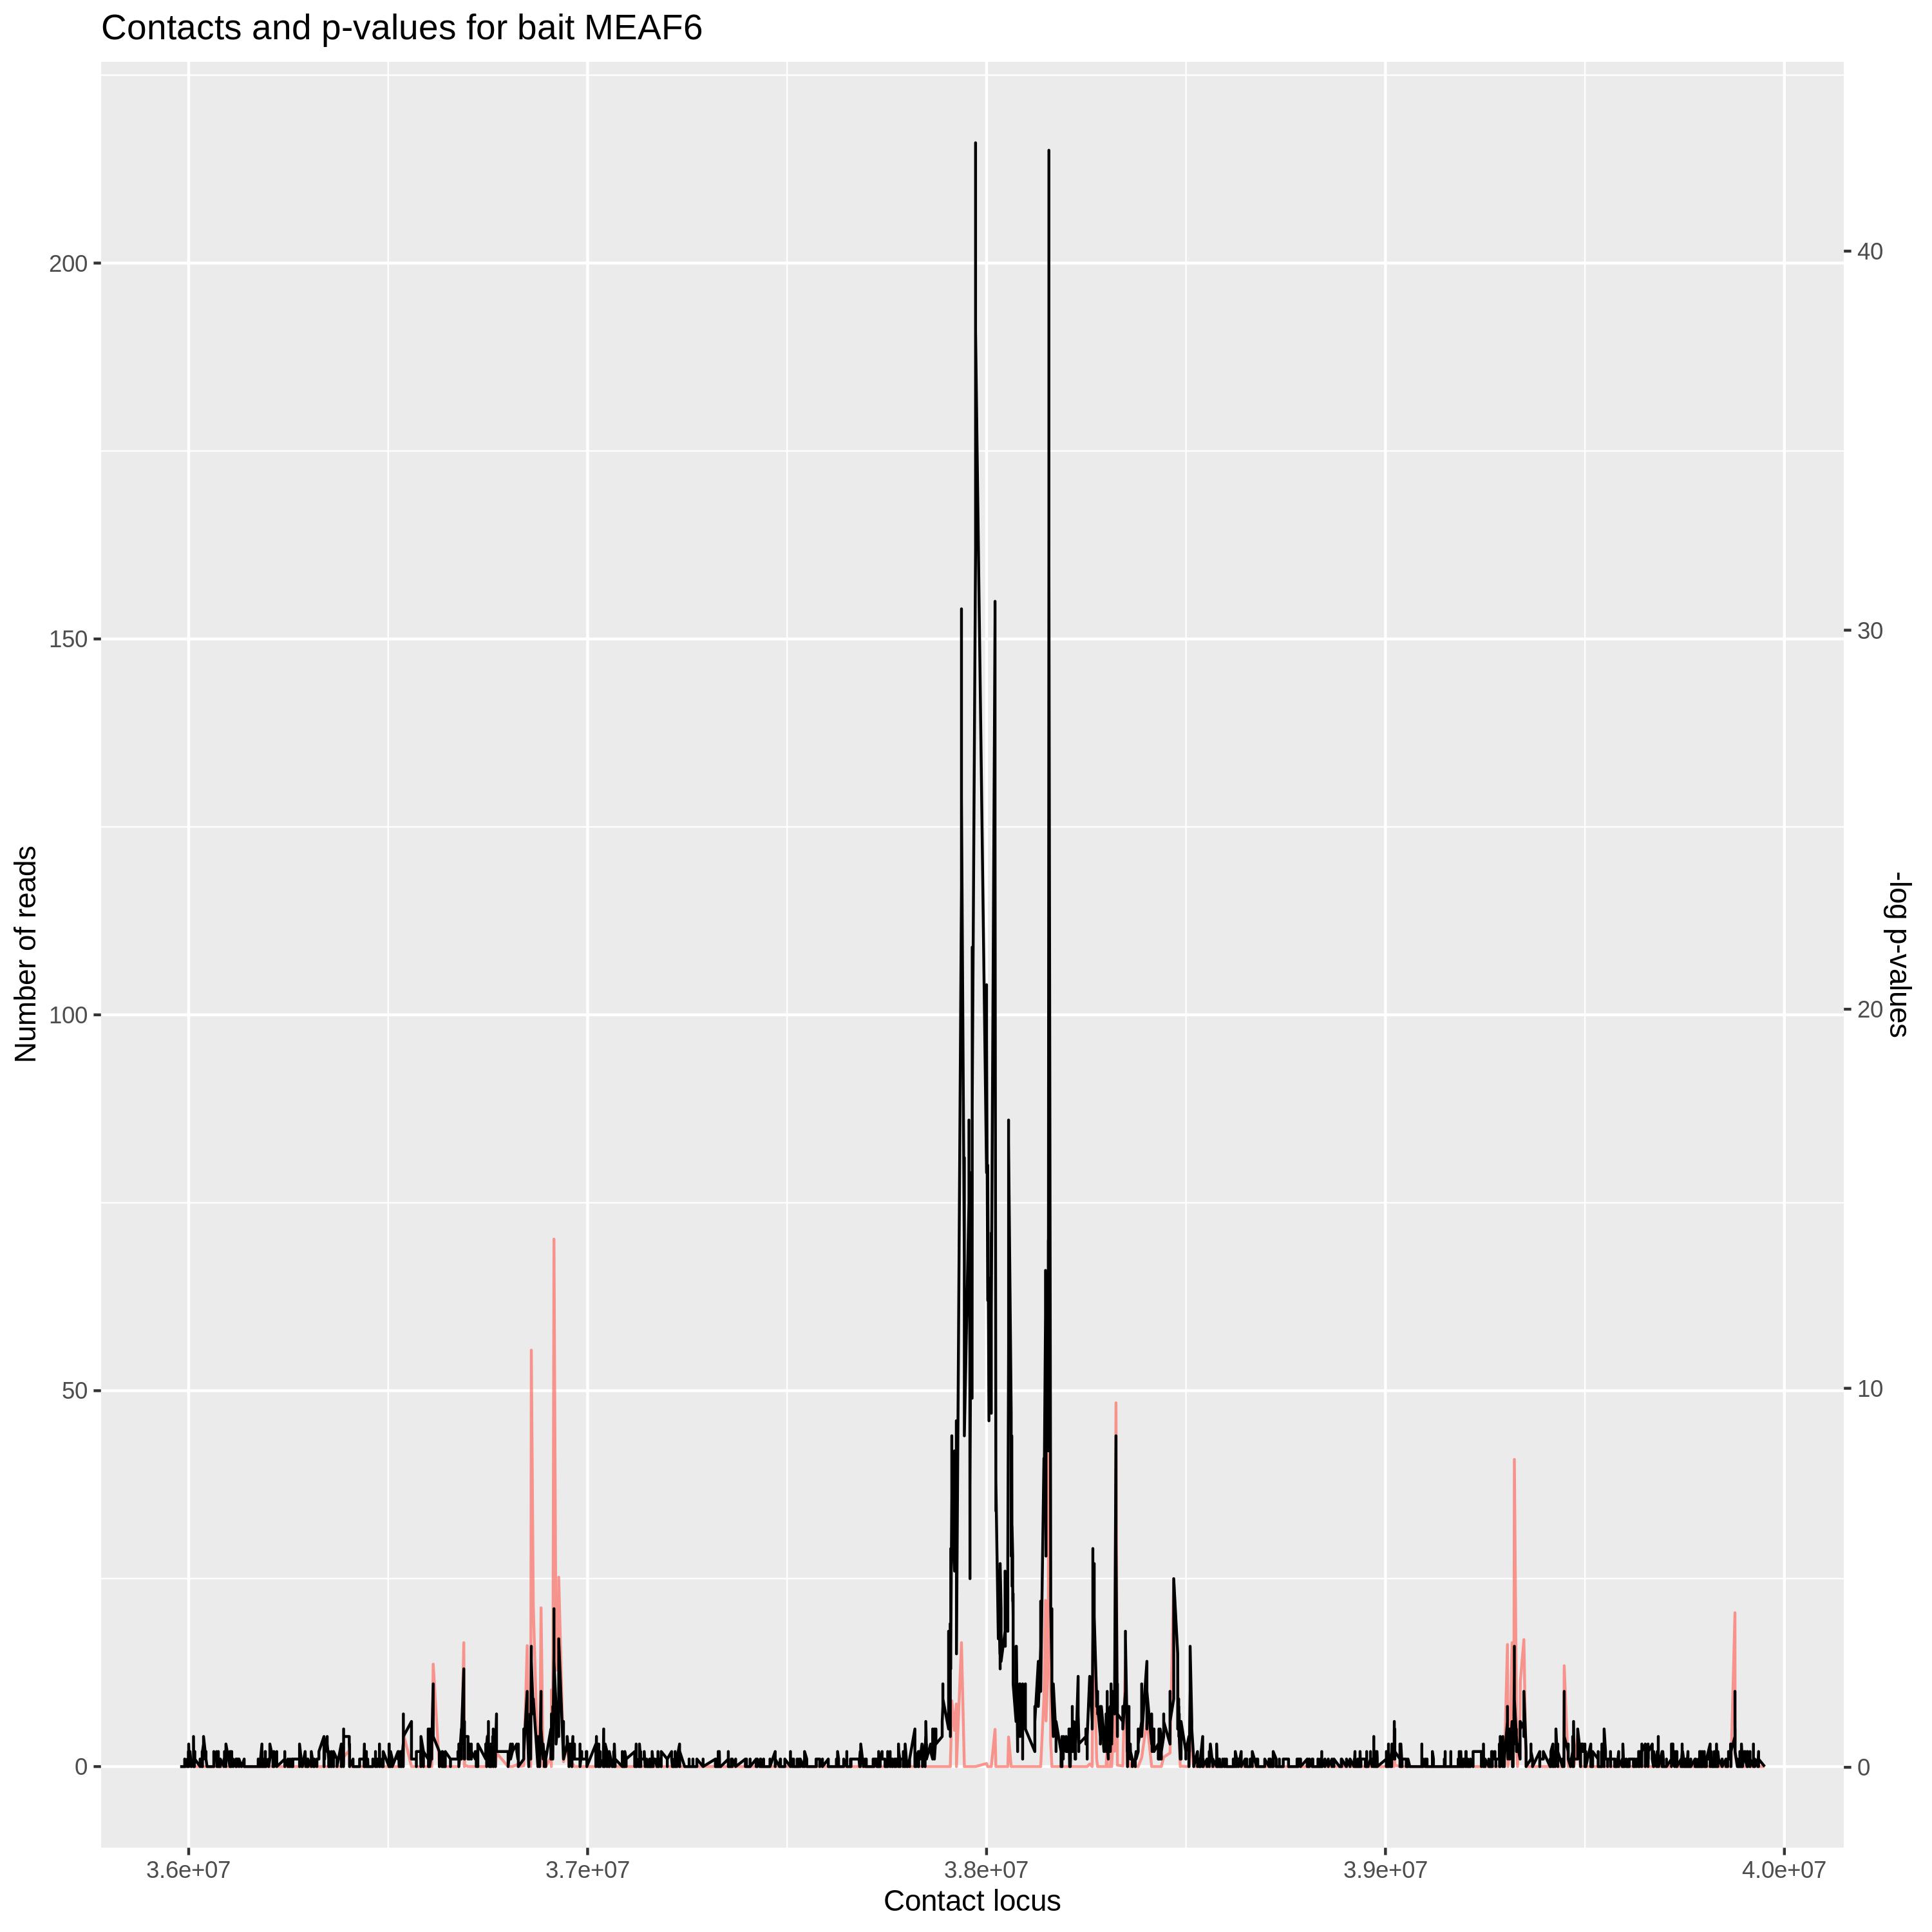 Contacts and p-values for bait MEAF6
Number of reads
200
150
100
50
0
40
30
20
10
0
-log p-values
3.6e+07
3.7e+07
3.8e+07
3.9e+07
4.0e+07
Contact locus